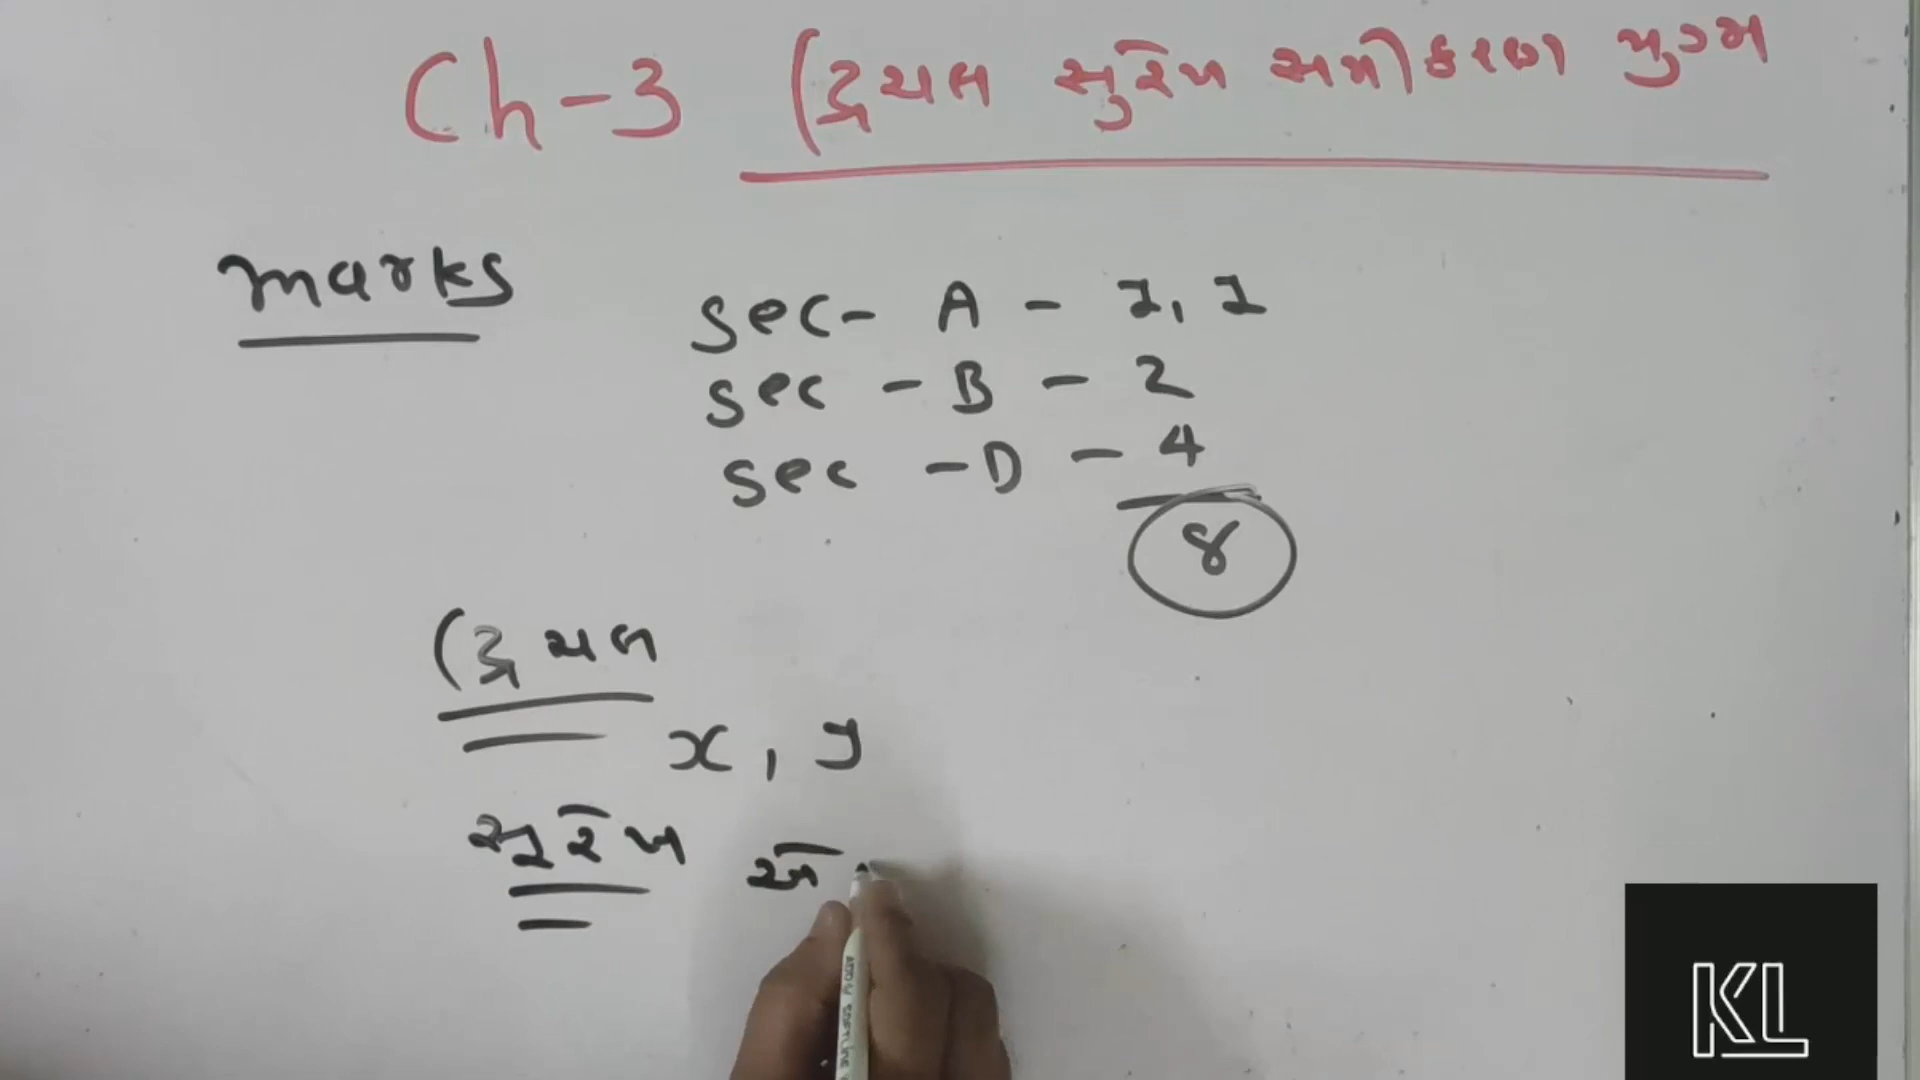 Ch-3 દ્વિચલ સુરેખ સમીકરણ યુગ્મ
marks
sec- A - 1, 1
sec - B - 2
sec - D - 4
8
દ્વિચલ
x, y
સુરેખ એ
KL